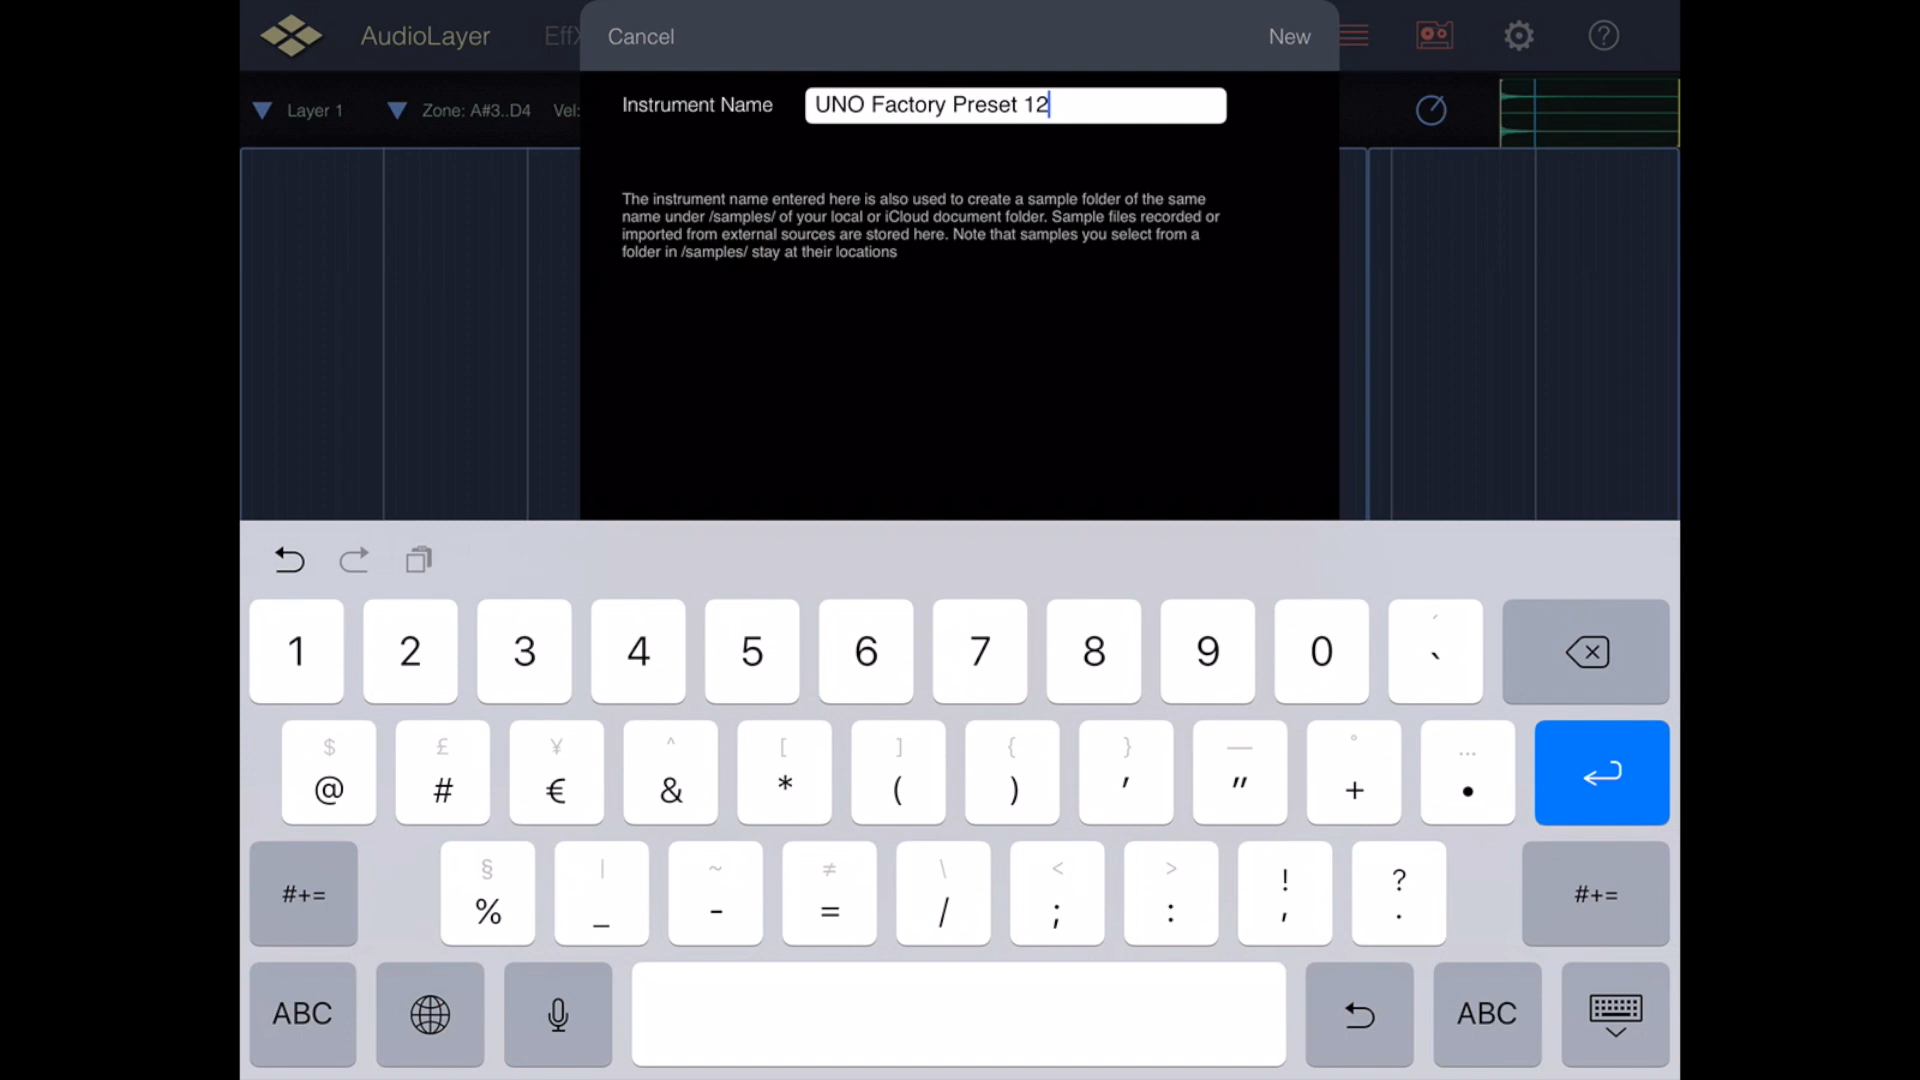 AudioLayer Eff
Cancel
New
Layer 1
Zone: A#3..D4 Vel:
Instrument Name
UNO Factory Preset 12
The instrument name entered here is also used to create a sample folder of the same
name under /samples/ of your local or iCloud document folder. Sample files recorded or
imported from external sources are stored here. Note that samples you select from a
folder in /samples/ stay at their locations
1 2 3 4 5 6 7 8 9 0 ´ `
$ £ ¥ ^ [ ] { } — ° …
@ # € & * ( ) ' " + •
§ | ~ ≠ \ < > ! ?
#+= % _ - = / ; : , . #+=
ABC ABC